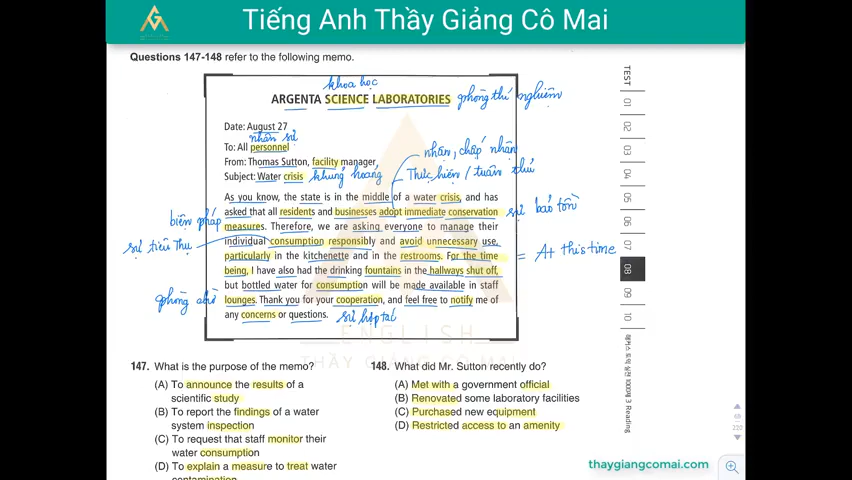 Tiếng Anh Thầy Giảng Cô Mai
Questions 147-148 refer to the following memo.
khoa học
ARGENTA SCIENCE LABORATORIES phòng thí nghiệm
Date: August 27
nhân sự
To: All personnel
From: Thomas Sutton, facility manager
nhận, chấp nhận
Subject: Water crisis khủng hoảng
Thực hiện / tuân thủ
As you know, the state is in the middle of a water crisis, and has
asked that all residents and businesses adopt immediate conservation sự bảo tồn
biện pháp measures. Therefore, we are asking everyone to manage their
sự tiêu thụ individual consumption responsibly and avoid unnecessary use,
particularly in the kitchenette and in the restrooms. For the time = At this time
being, I have also had the drinking fountains in the hallways shut off,
but bottled water for consumption will be made available in staff
phòng chờ lounges. Thank you for your cooperation, and feel free to notify me of
any concerns or questions. sự hợp tác
ENGLISH
THẦY GIẢNG CÔ MAI
147. What is the purpose of the memo?
(A) To announce the results of a
scientific study
(B) To report the findings of a water
system inspection
(C) To request that staff monitor their
water consumption
(D) To explain a measure to treat water
contamination
148. What did Mr. Sutton recently do?
(A) Met with a government official
(B) Renovated some laboratory facilities
(C) Purchased new equipment
(D) Restricted access to an amenity
TEST
01
02
03
04
05
06
07
08
09
10
Reading
220
thaygiangcomai.com